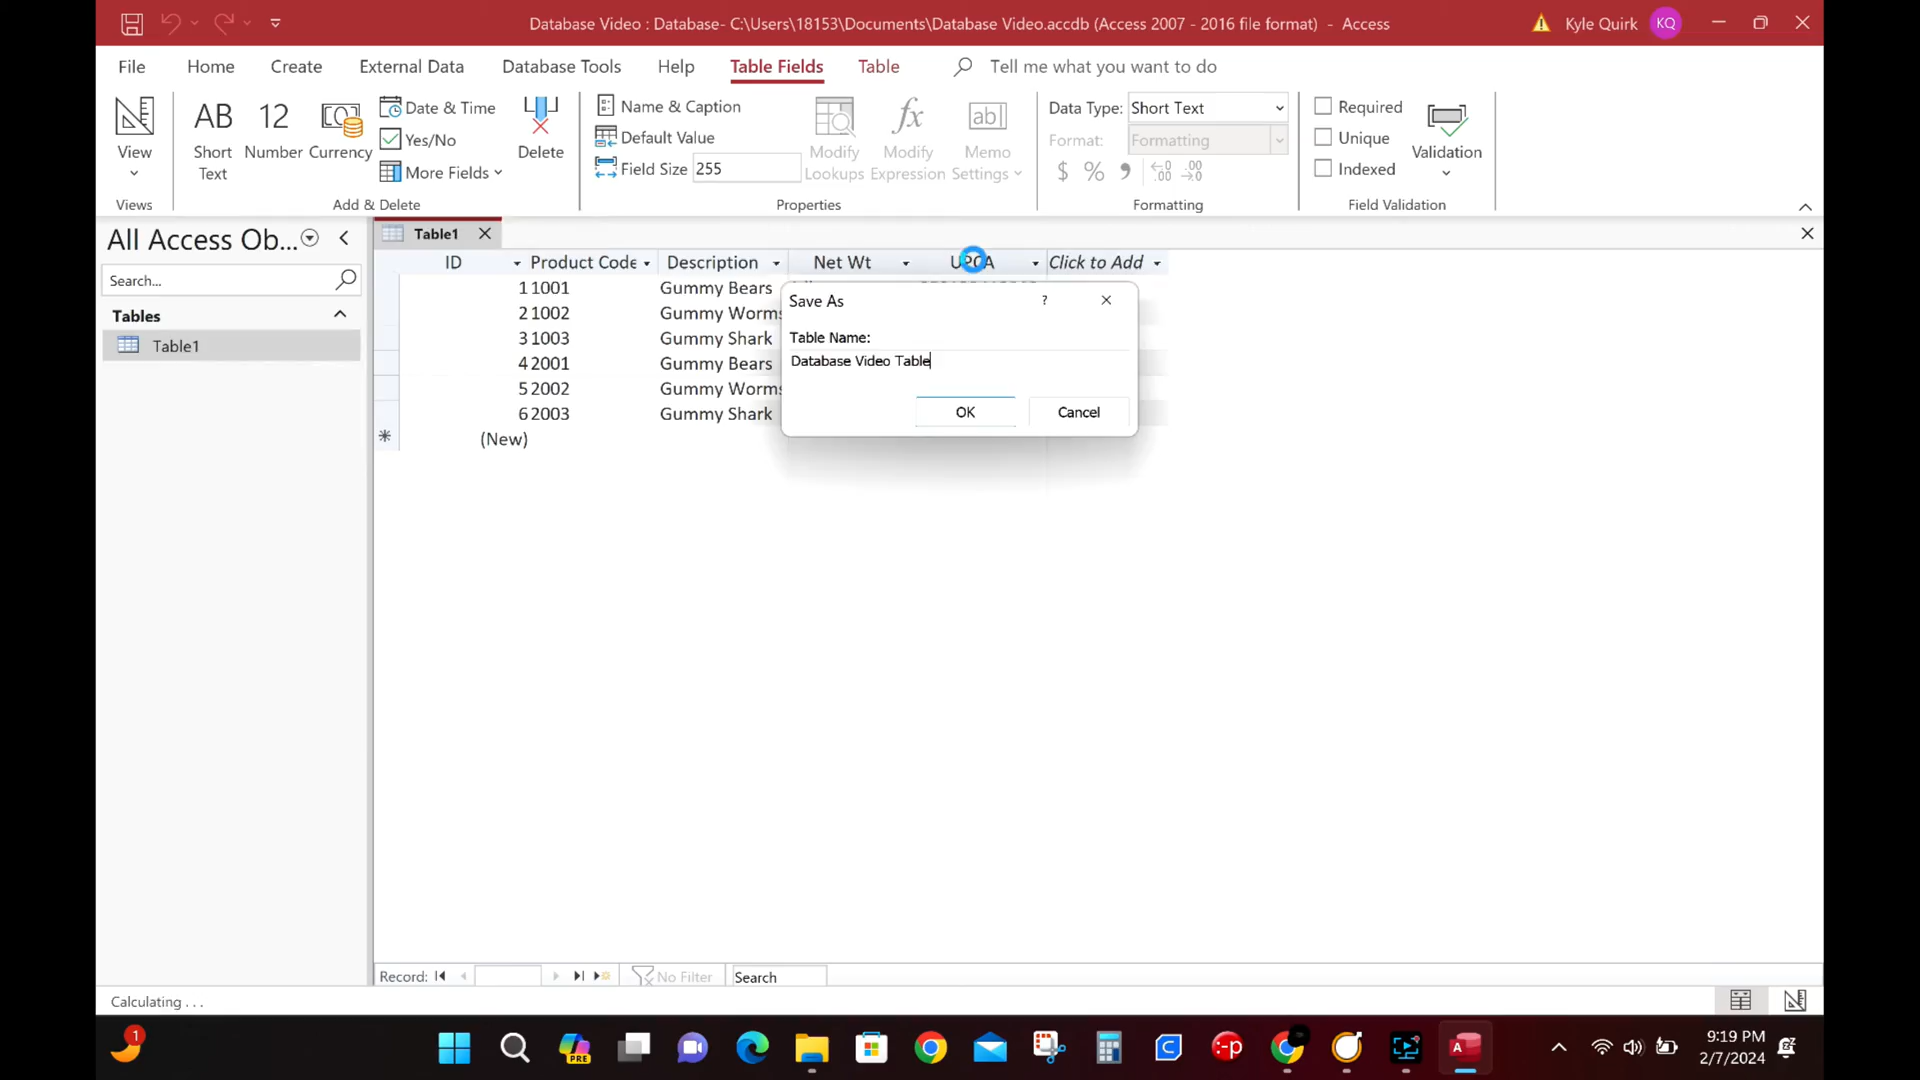 Database Video : Database- C:\Users\18153\Documents\Database Video.accdb (Access 2007 - 2016 file format) - Access
Kyle Quirk KQ
File Home Create External Data Database Tools Help Table Fields Table Tell me what you want to do
View
Views
AB
Short
Text
12
Number
Currency
Date & Time
Yes/No
More Fields
Delete
Add & Delete
Name & Caption
Default Value
Field Size 255
Modify
Lookups
fx
Modify
Expression
ab|
Memo
Settings
Properties
Data Type: Short Text
Format: Formatting
$ % , .00 .00
Formatting
Required
Unique
Indexed
Validation
Field Validation
All Access Ob...
Search...
Tables
Table1
Table1
ID Product Code Description Net Wt UPCA Click to Add
1 1001 Gummy Bears
2 1002 Gummy Worms
3 1003 Gummy Shark
4 2001 Gummy Bears
5 2002 Gummy Worms
6 2003 Gummy Shark
(New)
Save As ?
Table Name:
Database Video Table
OK Cancel
Record: No Filter Search
Calculating . . .
1
PRE
9:19 PM
2/7/2024